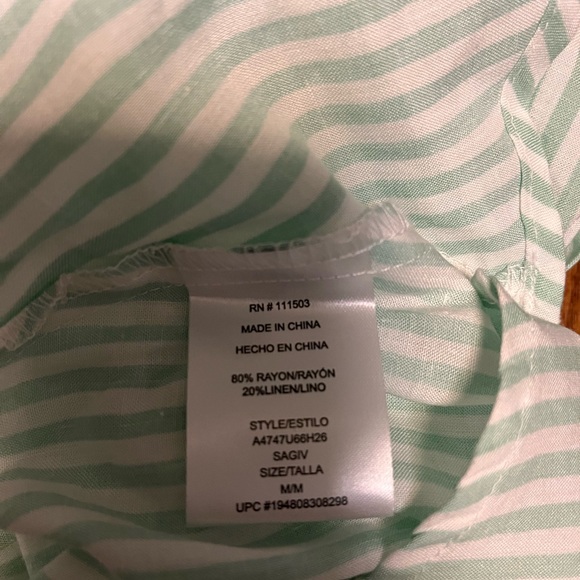 RN # 111503
MADE IN CHINA
HECHO EN CHINA
80% RAYON/RAYÓN
20%LINEN/LINO
STYLE/ESTILO
A4747U66H26
SAGIV
SIZE/TALLA
M/M
UPC #194808308298